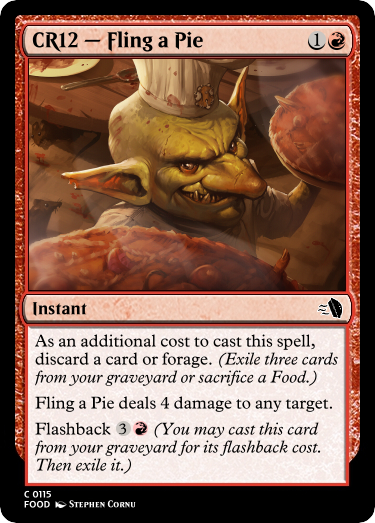 CR12 — Fling a Pie 1
Instant
As an additional cost to cast this spell,
discard a card or forage. (Exile three cards
from your graveyard or sacrifice a Food.)
Fling a Pie deals 4 damage to any target.
Flashback 3 (You may cast this card
from your graveyard for its flashback cost.
Then exile it.)
C 0115
FOOD STEPHEN CORNU